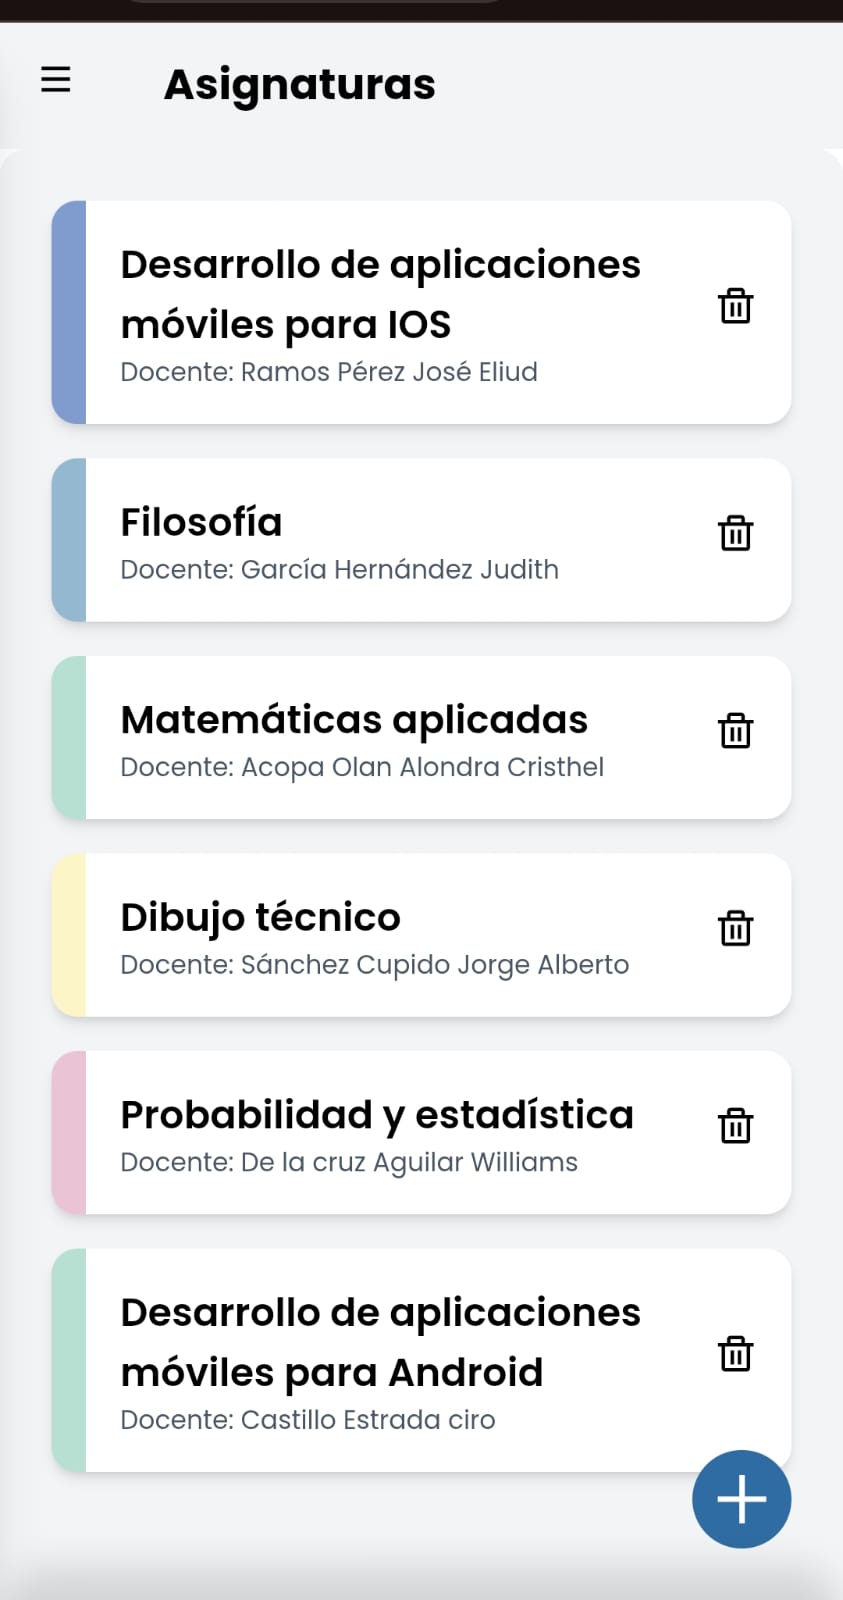 Asignaturas
Desarrollo de aplicaciones
móviles para IOS
Docente: Ramos Pérez José Eliud
Filosofía
Docente: García Hernández Judith
Matemáticas aplicadas
Docente: Acopa Olan Alondra Cristhel
Dibujo técnico
Docente: Sánchez Cupido Jorge Alberto
Probabilidad y estadística
Docente: De la cruz Aguilar Williams
Desarrollo de aplicaciones
móviles para Android
Docente: Castillo Estrada ciro